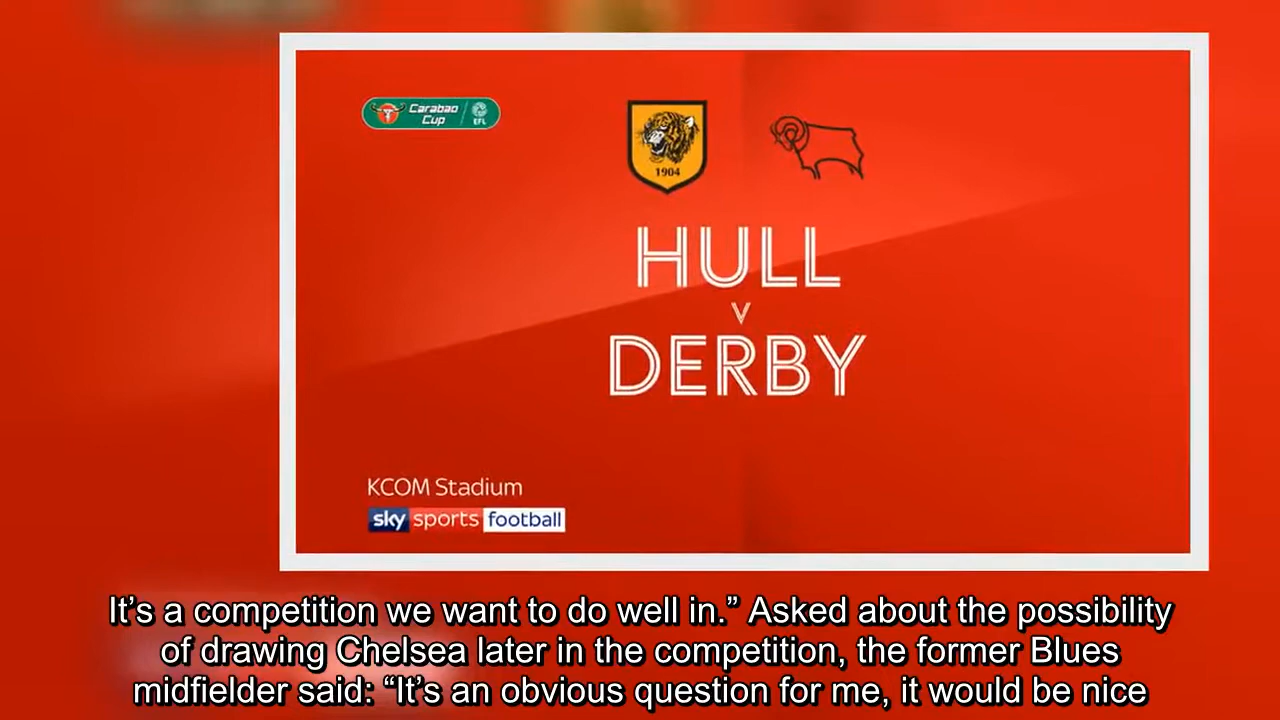 Carabao
Cup
EFL
1904
HULL
V
DERBY
KCOM Stadium
sky sports football
It’s a competition we want to do well in.” Asked about the possibility
of drawing Chelsea later in the competition, the former Blues
midfielder said: “It’s an obvious question for me, it would be nice